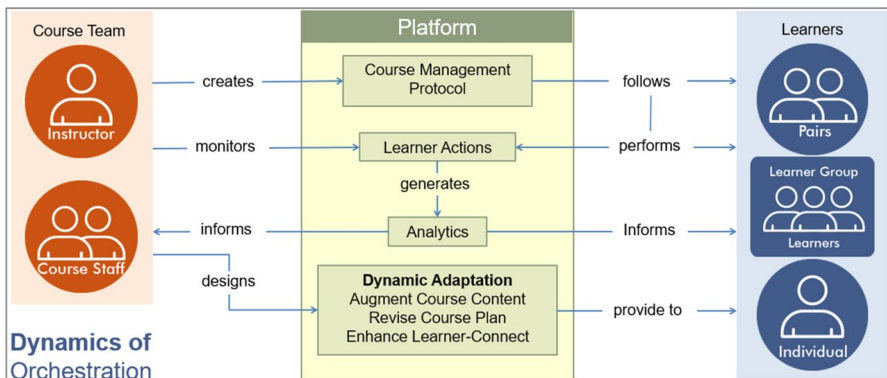 Course Team
Platform
Learners
Instructor
creates
Course Management
Protocol
follows
Pairs
monitors
Learner Actions
performs
generates
Learner Group
Learners
Course Staff
informs
Analytics
Informs
designs
Dynamic Adaptation
Augment Course Content
Revise Course Plan
Enhance Learner-Connect
provide to
Individual
Dynamics of
Orchestration